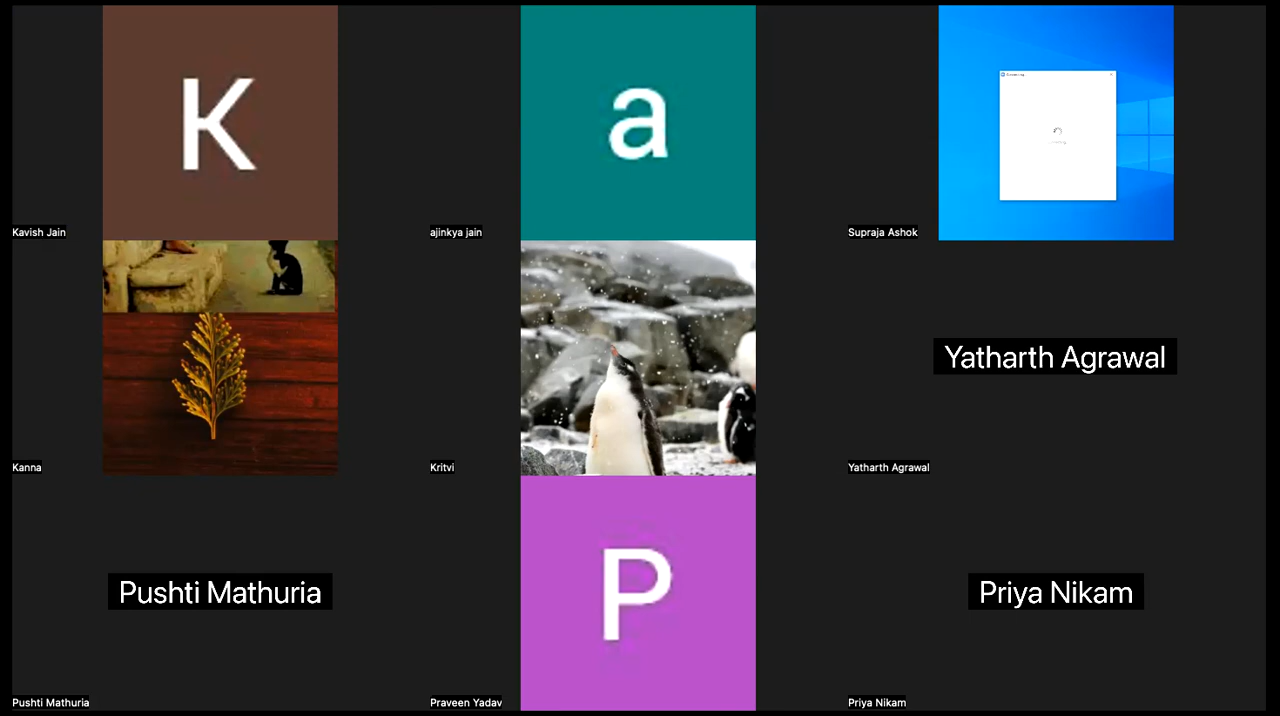 K
a
Kavish Jain
ajinkya jain
Supraja Ashok
Yatharth Agrawal
Kanna
Kritvi
Yatharth Agrawal
Pushti Mathuria
P
Priya Nikam
Pushti Mathuria
Praveen Yadav
Priya Nikam